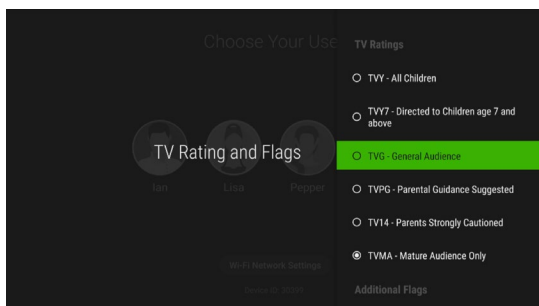 Choose Your Use
TV Ratings
TVY - All Children
TVY7 - Directed to Children age 7 and
above
TV Rating and Flags
TVG - General Audience
Ian
Lisa
Pepper
TVPG - Parental Guidance Suggested
TV14 - Parents Strongly Cautioned
TVMA - Mature Audience Only
Wi-Fi Network Settings
Additional Flags